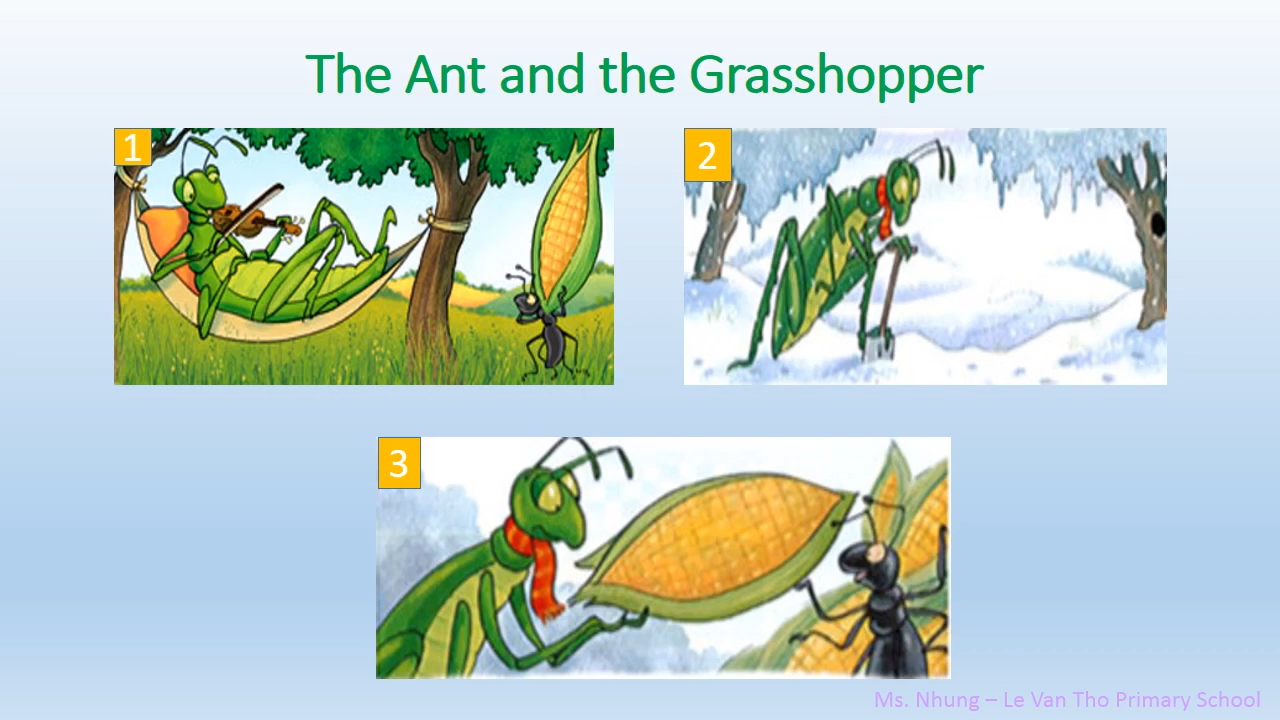 The Ant and the Grasshopper
1
2
3
Ms. Nhung – Le Van Tho Primary School